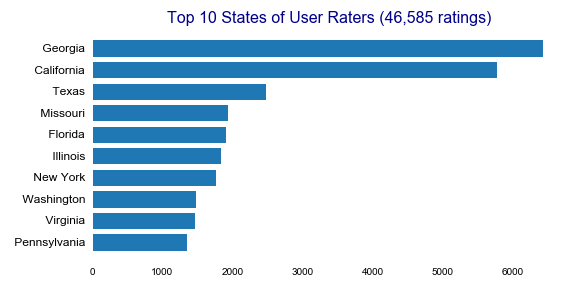 Top 10 States of User Raters (46,585 ratings)
Georgia
California
Texas
Missouri
Florida
Illinois
New York
Washington
Virginia
Pennsylvania
0 1000 2000 3000 4000 5000 6000